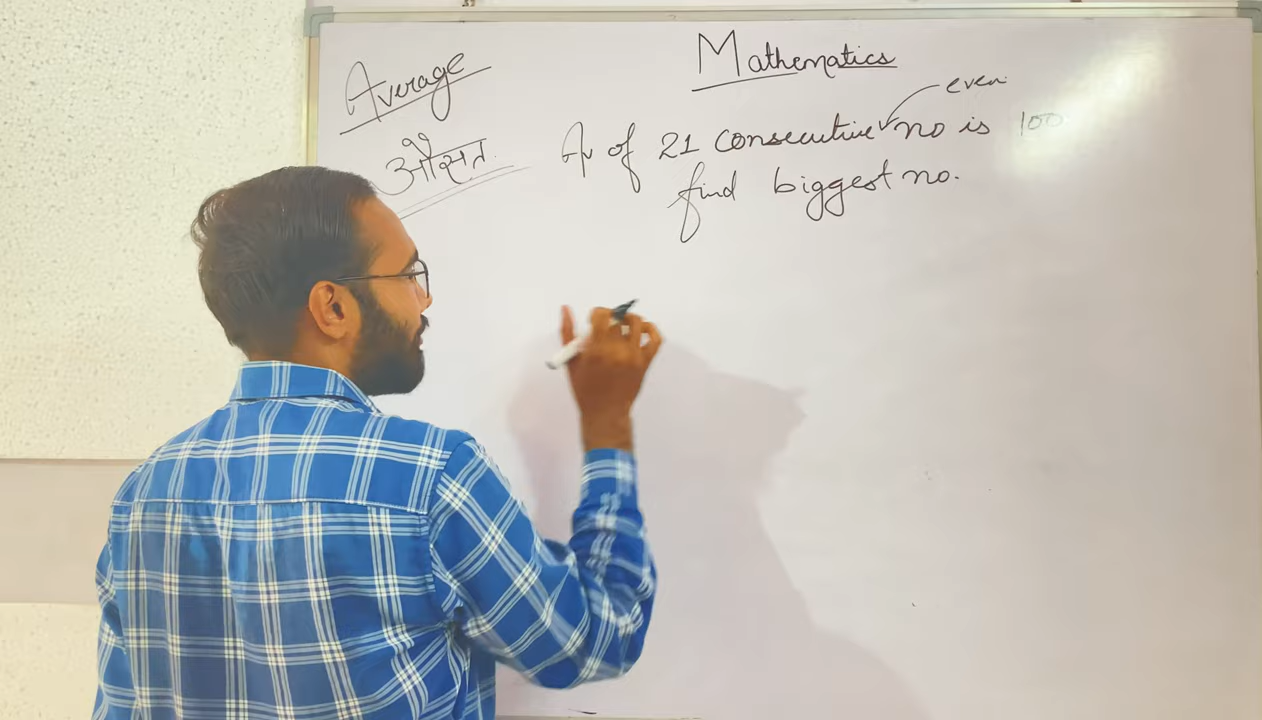 Mathematics
Average
औसत
even
Av of 21 consecutive no is 100
find biggest no.